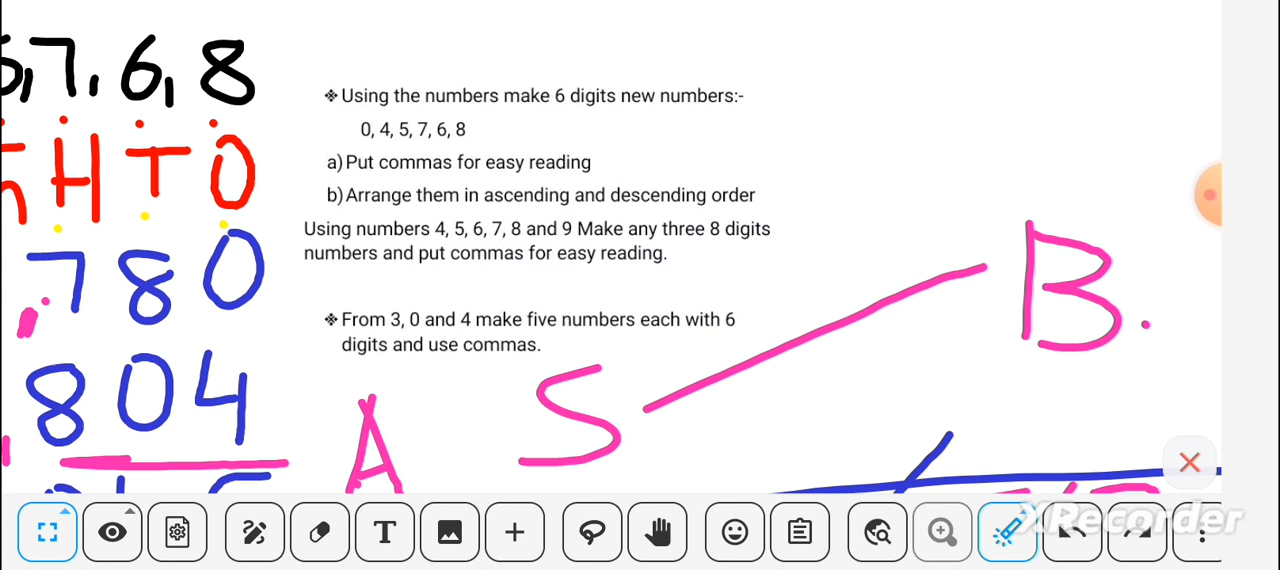 5,7,6,8
❖ Using the numbers make 6 digits new numbers:-
0, 4, 5, 7, 6, 8
a) Put commas for easy reading
b) Arrange them in ascending and descending order
Using numbers 4, 5, 6, 7, 8 and 9 Make any three 8 digits
numbers and put commas for easy reading.
❖ From 3, 0 and 4 make five numbers each with 6
digits and use commas.
H T O
,780
804
A S B.
T
XRecorder